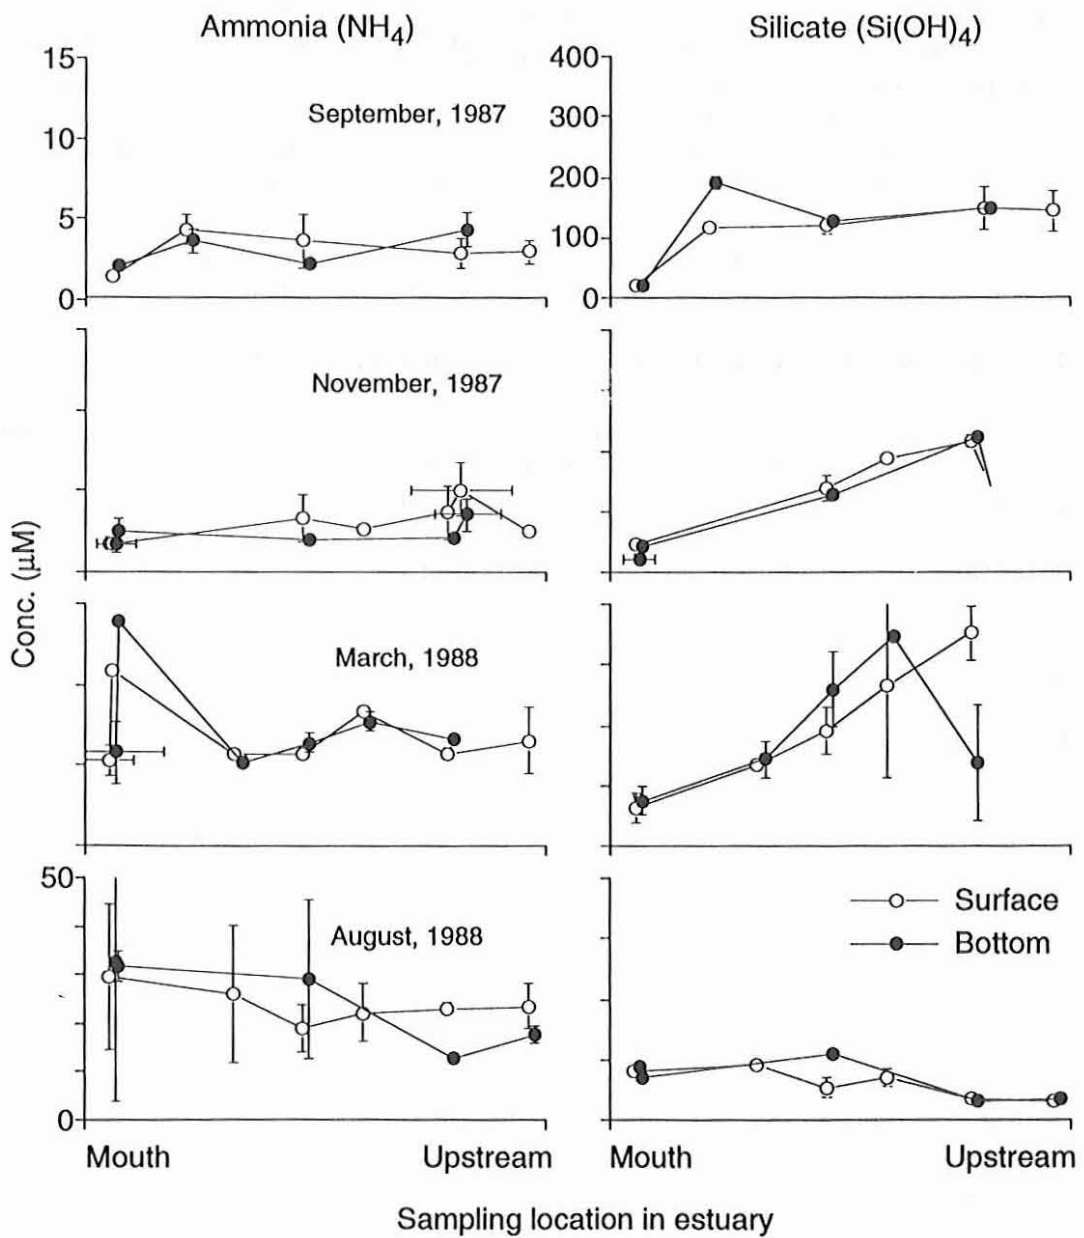 Ammonia (NH4)
Silicate (Si(OH)4)
15
10
5
0
September, 1987
400
300
200
100
0
November, 1987
Conc. (µM)
March, 1988
50
0
August, 1988
Surface
Bottom
Mouth
Upstream
Mouth
Upstream
Sampling location in estuary